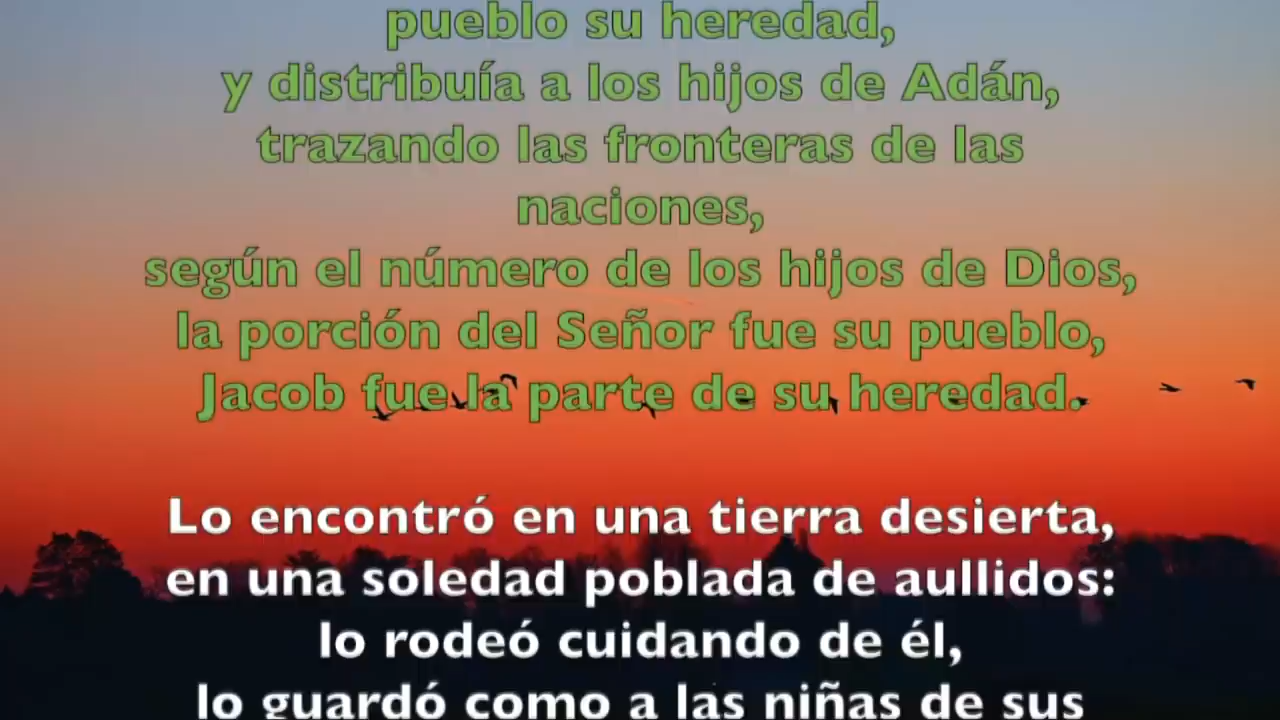 pueblo su heredad,
y distribuía a los hijos de Adán,
trazando las fronteras de las
naciones,
según el número de los hijos de Dios,
la porción del Señor fue su pueblo,
Jacob fue la parte de su heredad.
Lo encontró en una tierra desierta,
en una soledad poblada de aullidos:
lo rodeó cuidando de él,
lo guardó como a las niñas de sus